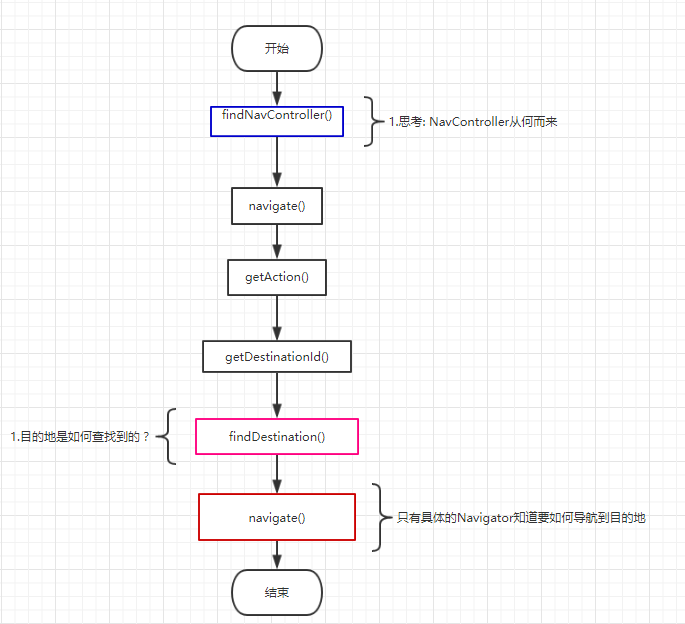 开始
findNavController()
1.思考: NavController从何而来
navigate()
getAction()
getDestinationId()
1.目的地是如何查找到的？
findDestination()
navigate()
只有具体的Navigator知道要如何导航到目的地
结束